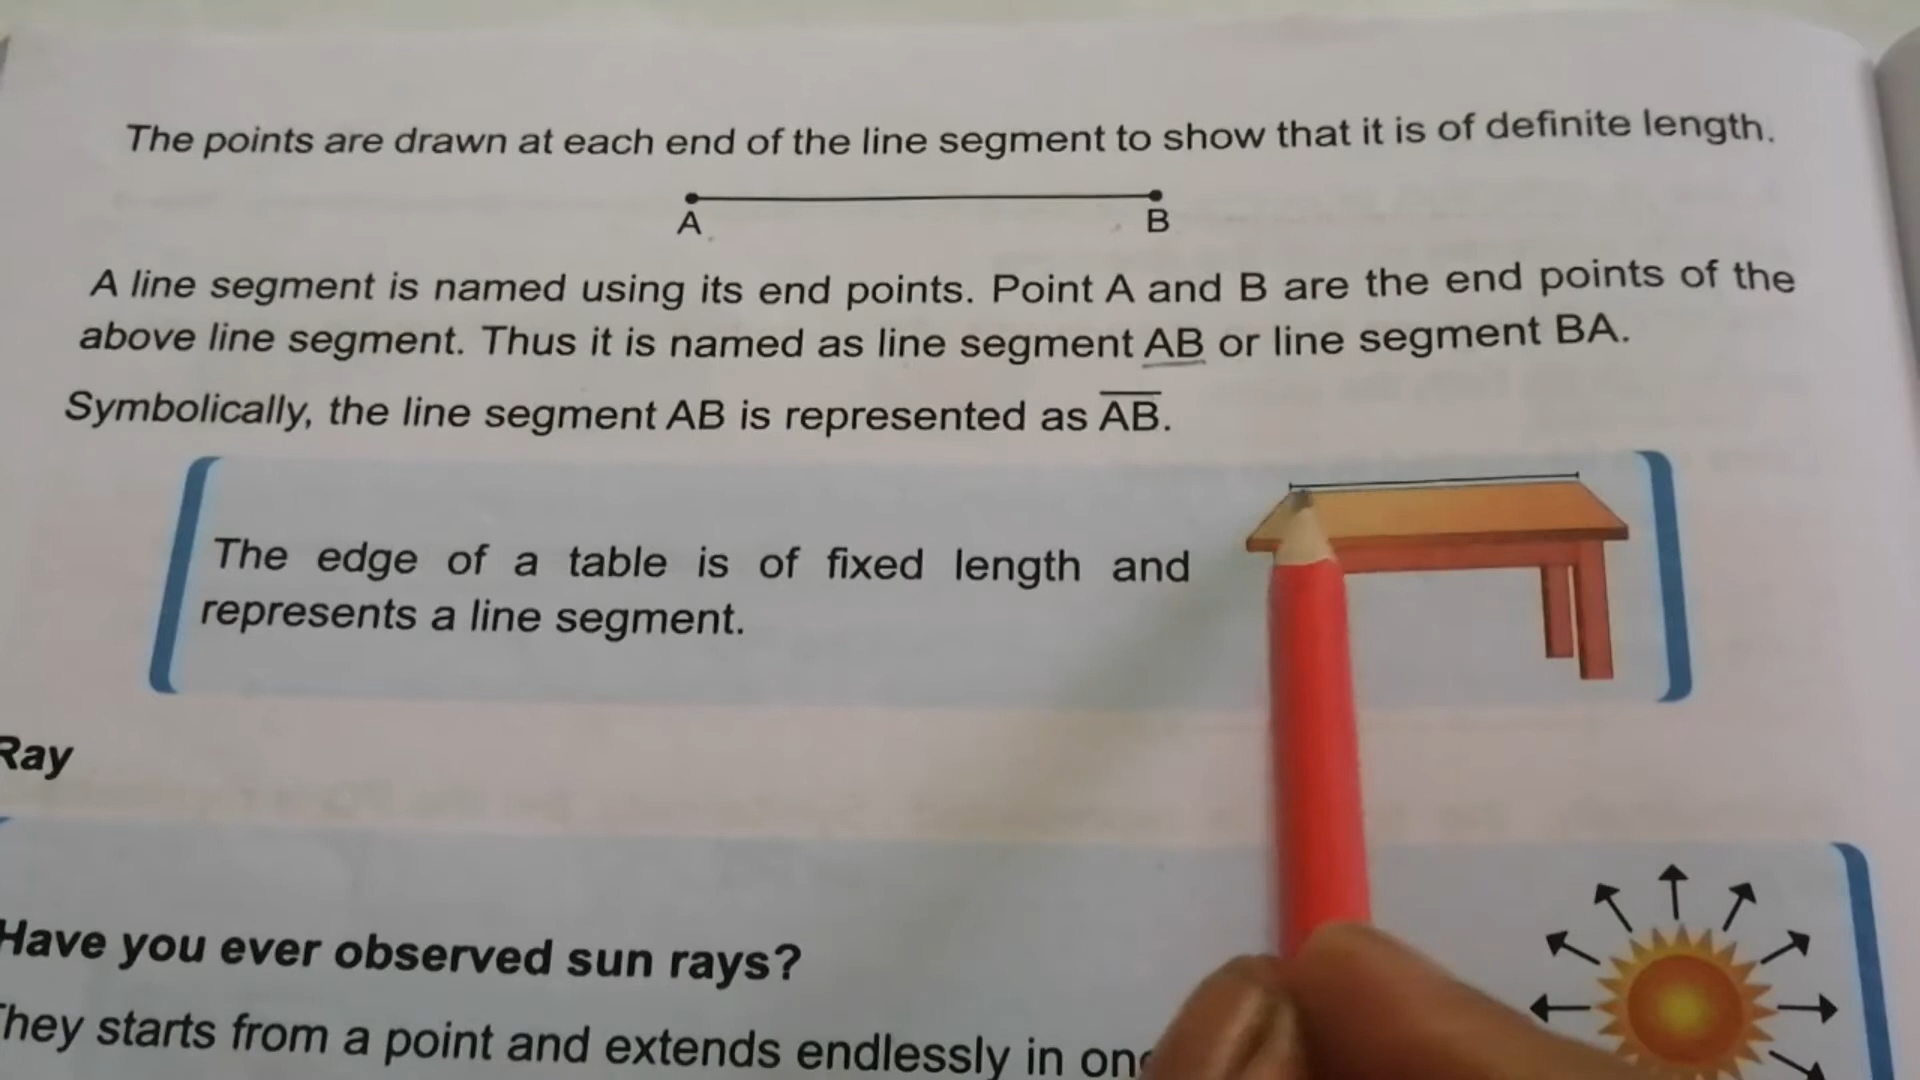 The points are drawn at each end of the line segment to show that it is of definite length.
A B
A line segment is named using its end points. Point A and B are the end points of the
above line segment. Thus it is named as line segment AB or line segment BA.
Symbolically, the line segment AB is represented as A̅B̅.
The edge of a table is of fixed length and
represents a line segment.
Ray
Have you ever observed sun rays?
They starts from a point and extends endlessly in